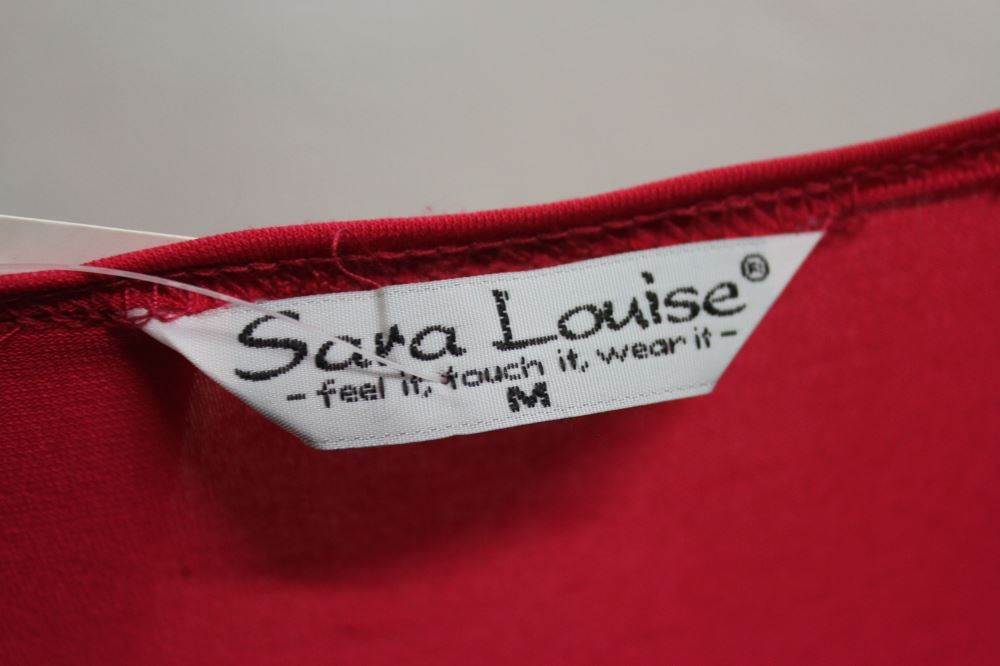 Sara Louise®
- feel it, touch it, wear it -
M